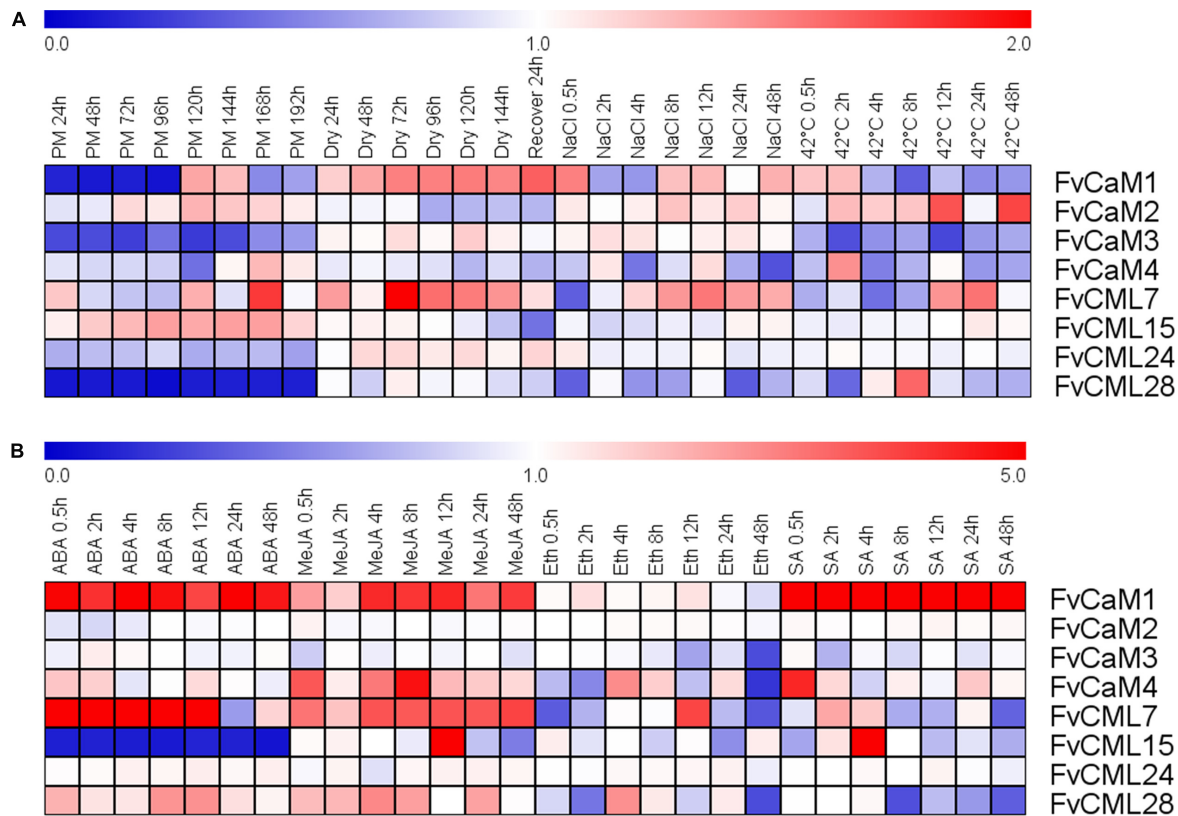 A
0.0 1.0 2.0
PM 24h
PM 48h
PM 72h
PM 96h
PM 120h
PM 144h
PM 168h
PM 192h
Dry 24h
Dry 48h
Dry 72h
Dry 96h
Dry 120h
Dry 144h
Recover 24h
NaCl 0.5h
NaCl 2h
NaCl 4h
NaCl 8h
NaCl 12h
NaCl 24h
NaCl 48h
42°C 0.5h
42°C 2h
42°C 4h
42°C 8h
42°C 12h
42°C 24h
42°C 48h
FvCaM1
FvCaM2
FvCaM3
FvCaM4
FvCML7
FvCML15
FvCML24
FvCML28
B
0.0 1.0 5.0
ABA 0.5h
ABA 2h
ABA 4h
ABA 8h
ABA 12h
ABA 24h
ABA 48h
MeJA 0.5h
MeJA 2h
MeJA 4h
MeJA 8h
MeJA 12h
MeJA 24h
MeJA 48h
Eth 0.5h
Eth 2h
Eth 4h
Eth 8h
Eth 12h
Eth 24h
Eth 48h
SA 0.5h
SA 2h
SA 4h
SA 8h
SA 12h
SA 24h
SA 48h
FvCaM1
FvCaM2
FvCaM3
FvCaM4
FvCML7
FvCML15
FvCML24
FvCML28